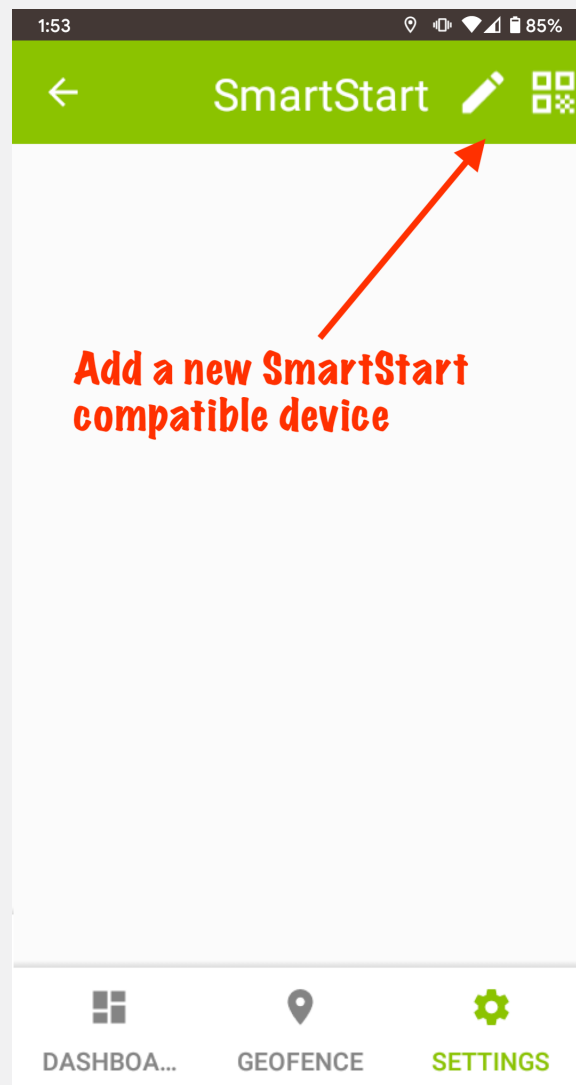 1:53
85%
SmartStart
Add a new SmartStart
compatible device
DASHBOA...
GEOFENCE
SETTINGS